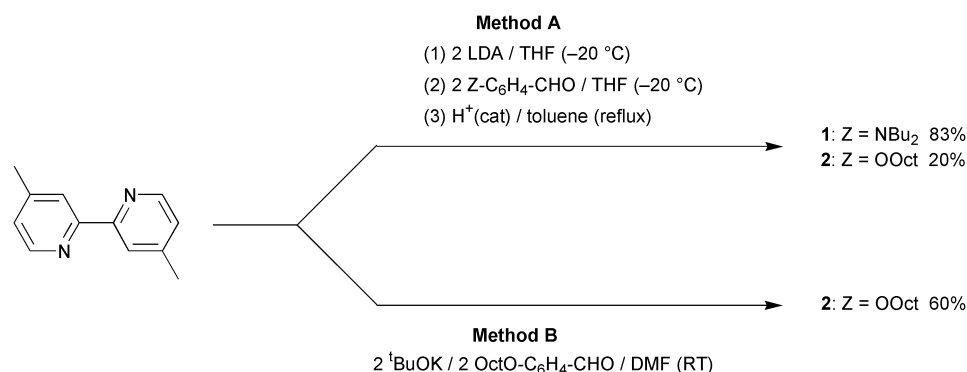 Method A
(1) 2 LDA / THF (–20 °C)
(2) 2 Z-C₆H₄-CHO / THF (–20 °C)
(3) H⁺(cat) / toluene (reflux)
1: Z = NBu₂ 83%
2: Z = OOct 20%
N
N
2: Z = OOct 60%
Method B
2 ᵗBuOK / 2 OctO-C₆H₄-CHO / DMF (RT)